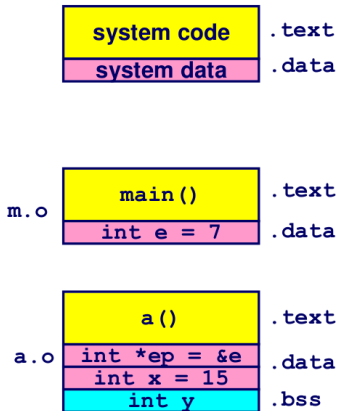 system code .text
system data .data
m.o
main() .text
int e = 7 .data
a.o
a() .text
int *ep = &e .data
int x = 15
int y .bss